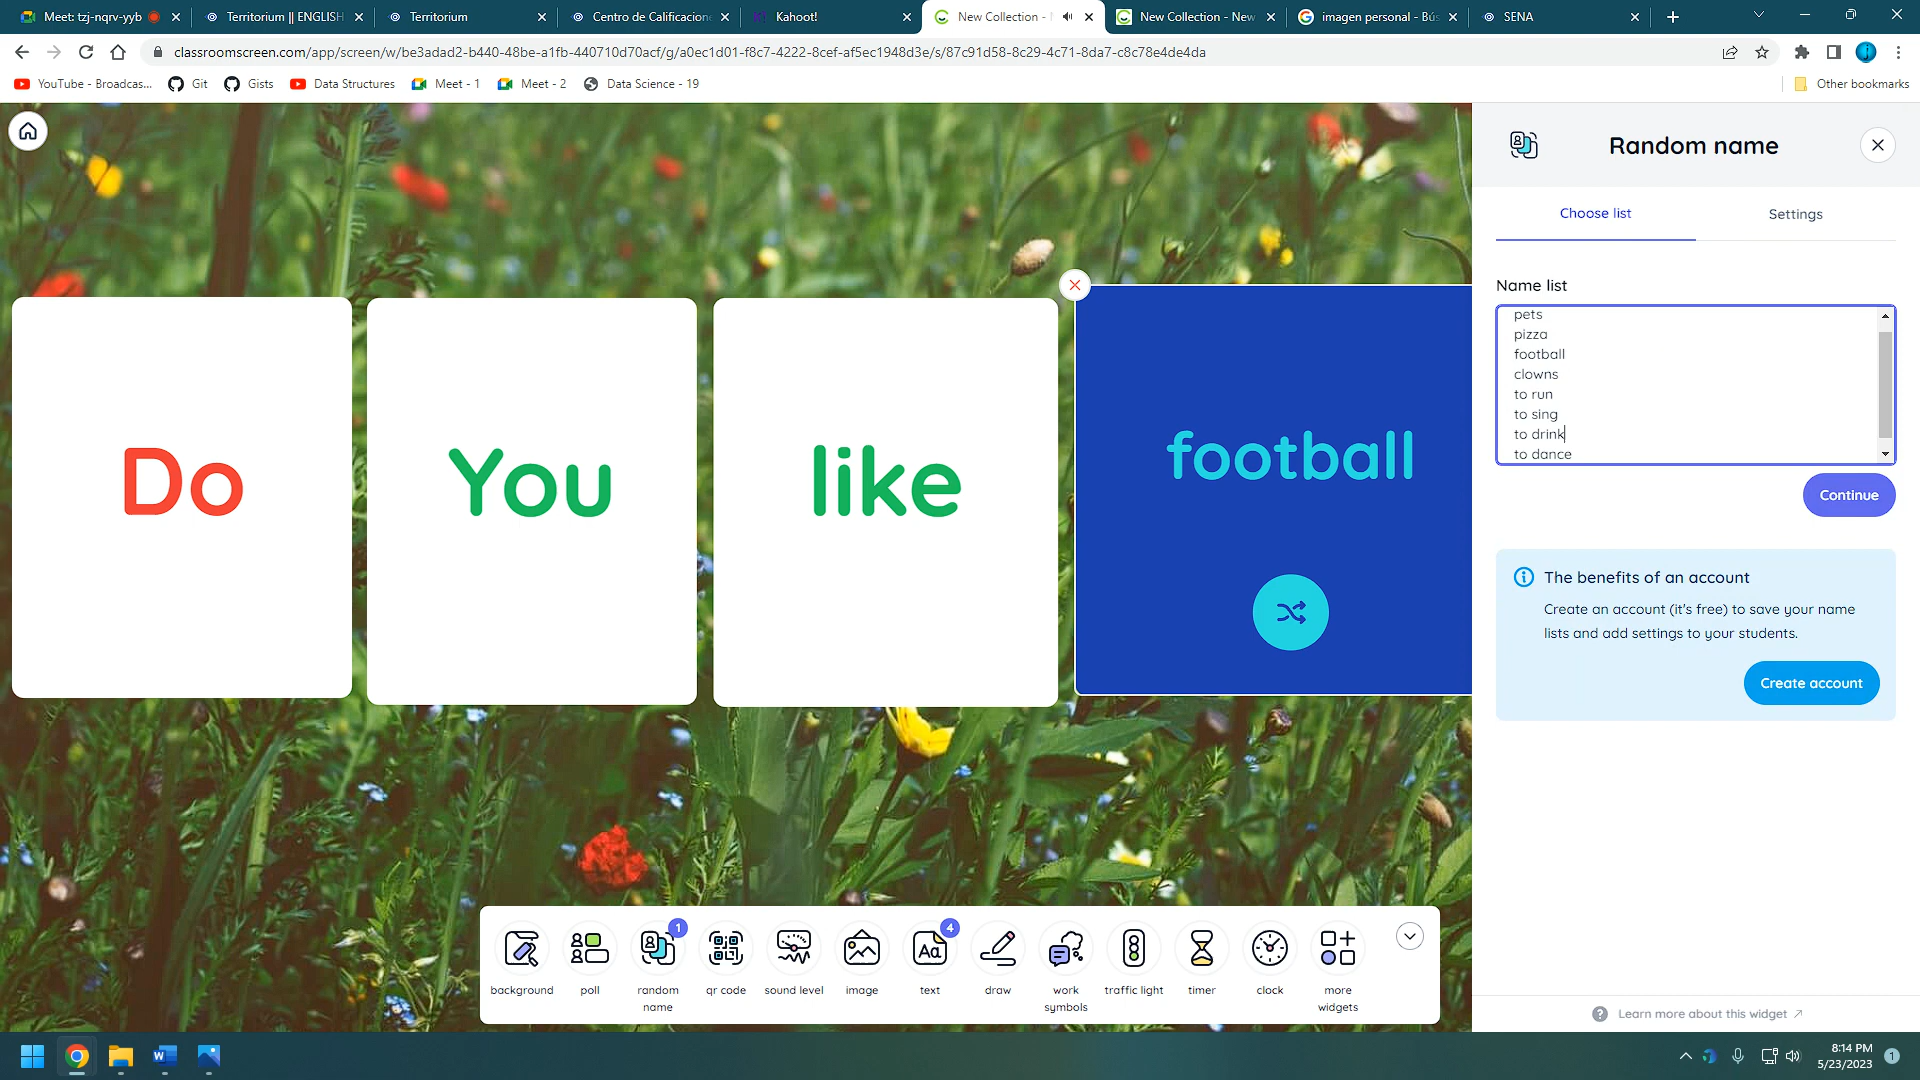 Meet: tzj-nqrv-yyb
Territorium || ENGLISH
Territorium
Centro de Calificacione
Kahoot!
New Collection -
New Collection - New
imagen personal - Bús
SENA
classroomscreen.com/app/screen/w/be3adad2-b440-48be-a1fb-440710d70acf/g/a0ec1d01-f8c7-4222-8cef-af5ec1948d3e/s/87c91d58-8c29-4c71-8da7-c8c78e4de4da
YouTube - Broadcas...
Git
Gists
Data Structures
Meet - 1
Meet - 2
Data Science - 19
Other bookmarks
Do
You
like
football
Random name
Choose list
Settings
Name list
pets
pizza
football
clowns
to run
to sing
to drink
to dance
Continue
The benefits of an account
Create an account (it's free) to save your name
lists and add settings to your students.
Create account
1
4
Aa
background
poll
random
name
qr code
sound level
image
text
draw
work
symbols
traffic light
timer
clock
more
widgets
Learn more about this widget
8:14 PM
5/23/2023
1